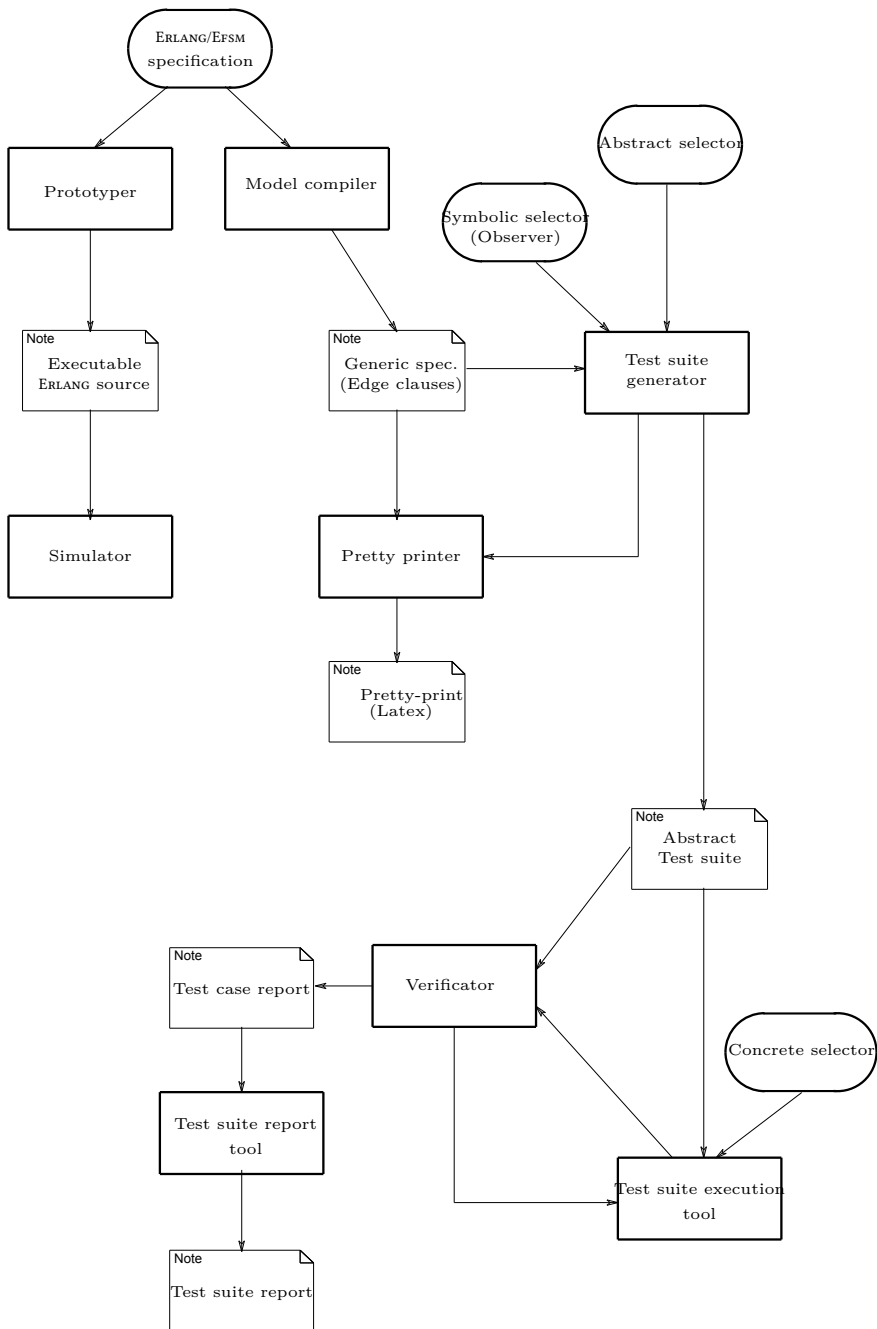 ERLANG/EFSM
specification
Abstract selector
Prototyper
Model compiler
Symbolic selector
(Observer)
Note
Executable
ERLANG source
Note
Generic spec.
(Edge clauses)
Test suite
generator
Simulator
Pretty printer
Note
Pretty-print
(Latex)
Note
Abstract
Test suite
Note
Test case report
Verificator
Concrete selector
Test suite report
tool
Test suite execution
tool
Note
Test suite report